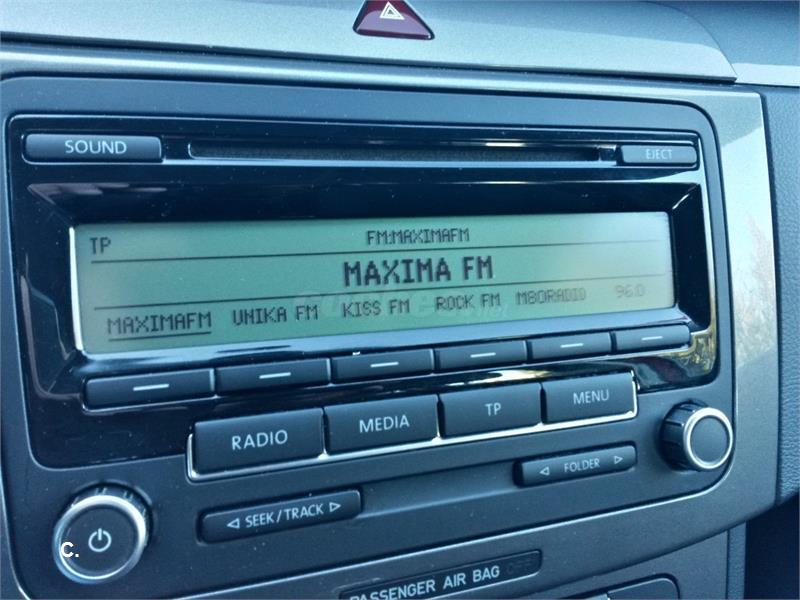 SOUND
EJECT
TP FM:MAXIMAFM
MAXIMA FM
MAXIMAFM UNIKA FM KISS FM ROCK FM M80RADIO 96.0
RADIO MEDIA TP MENU
◁ SEEK / TRACK ▷
◁ FOLDER ▷
C.
PASSENGER AIR BAG OFF